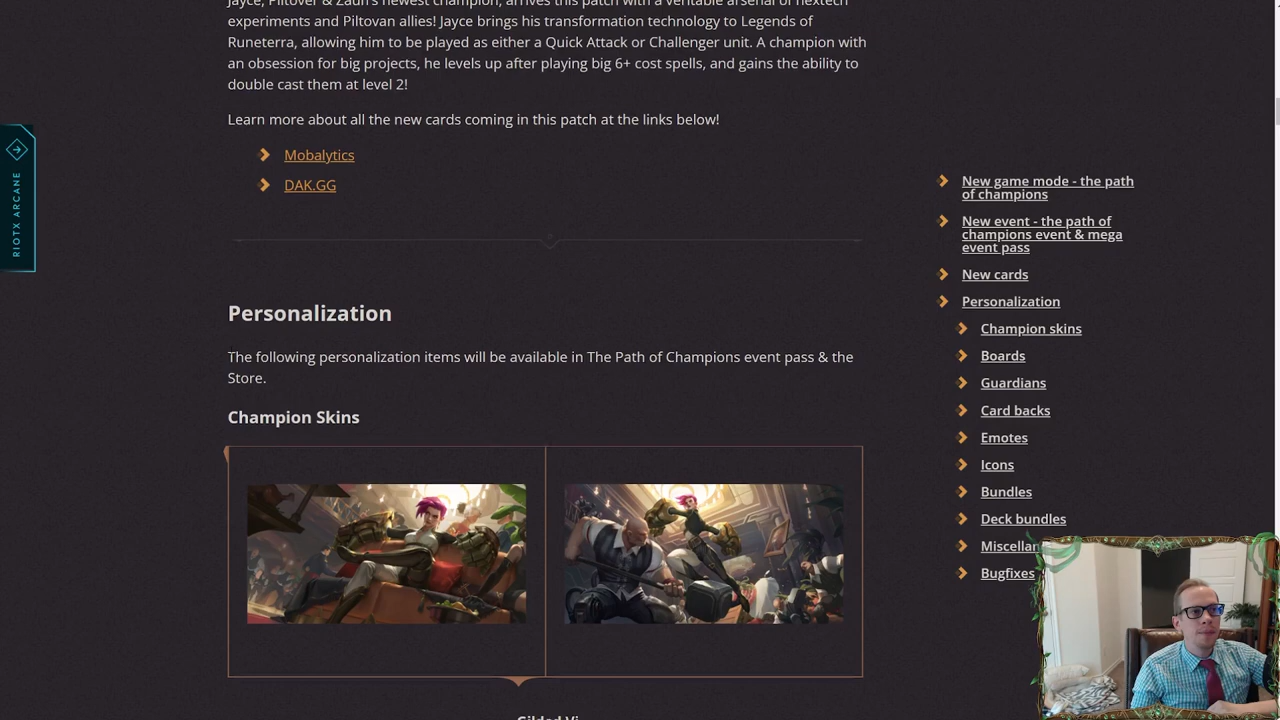 Jayce, Piltover & Zaun's newest champion, arrives this patch with a veritable arsenal of hextech
experiments and Piltovan allies! Jayce brings his transformation technology to Legends of
Runeterra, allowing him to be played as either a Quick Attack or Challenger unit. A champion with
an obsession for big projects, he levels up after playing big 6+ cost spells, and gains the ability to
double cast them at level 2!
Learn more about all the new cards coming in this patch at the links below!
Mobalytics
DAK.GG
RIOTX ARCANE
Personalization
The following personalization items will be available in The Path of Champions event pass & the
Store.
Champion Skins
Gilded Vi
New game mode - the path
of champions
New event - the path of
champions event & mega
event pass
New cards
Personalization
Champion skins
Boards
Guardians
Card backs
Emotes
Icons
Bundles
Deck bundles
Miscellan
Bugfixes